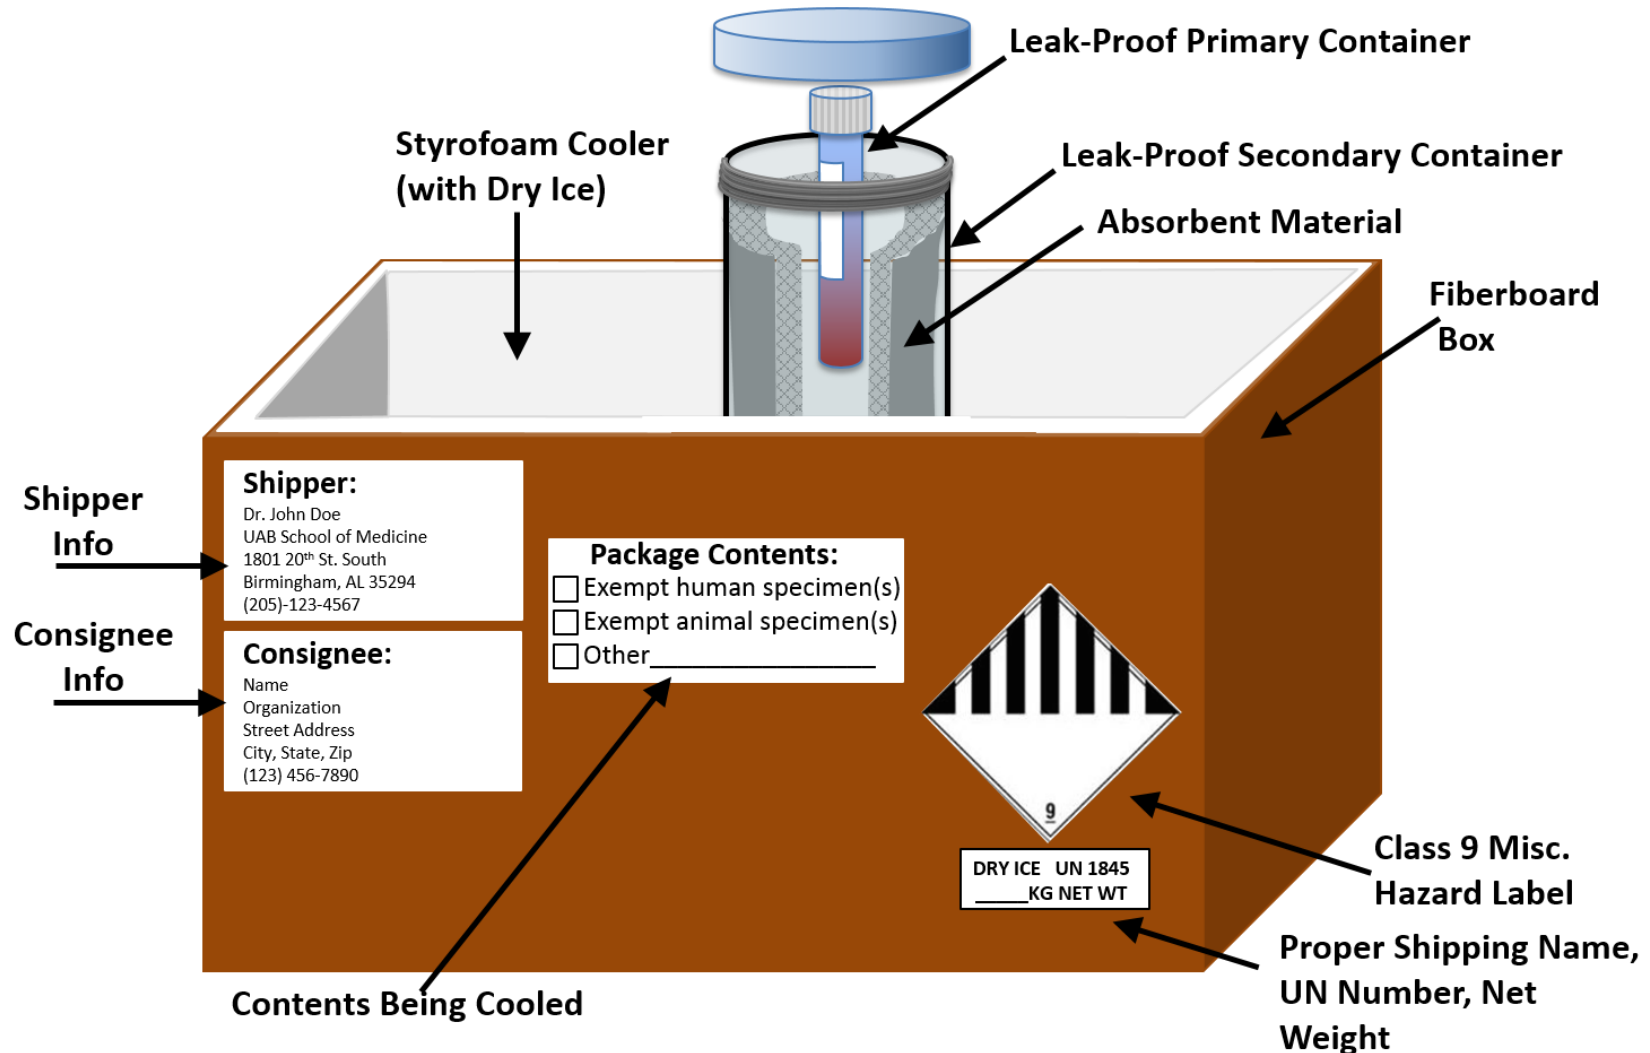 Leak-Proof Primary Container
Styrofoam Cooler
(with Dry Ice)
Leak-Proof Secondary Container
Absorbent Material
Fiberboard
Box
Shipper
Info
Shipper:
Dr. John Doe
UAB School of Medicine
1801 20th St. South
Birmingham, AL 35294
(205)-123-4567
Consignee
Info
Consignee:
Name
Organization
Street Address
City, State, Zip
(123) 456-7890
Package Contents:
Exempt human specimen(s)
Exempt animal specimen(s)
Other_________________
9
DRY ICE UN 1845
_____KG NET WT
Class 9 Misc.
Hazard Label
Proper Shipping Name,
UN Number, Net
Weight
Contents Being Cooled